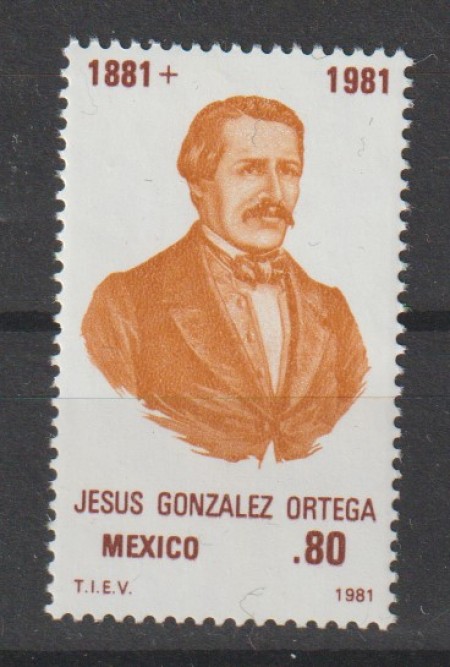 1881+ 1981
JESUS GONZALEZ ORTEGA
MEXICO .80
T.I.E.V. 1981